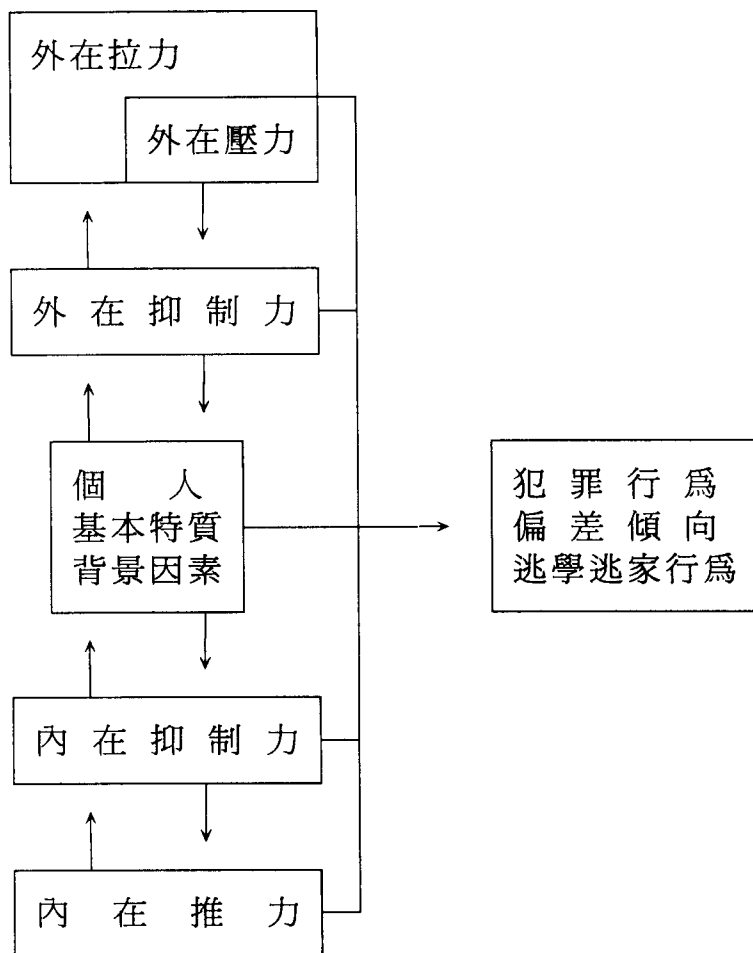 外在拉力
外在壓力
外在抑制力
個人
基本特質
背景因素
犯罪行爲
偏差傾向
逃學逃家行爲
內在抑制力
內在推力